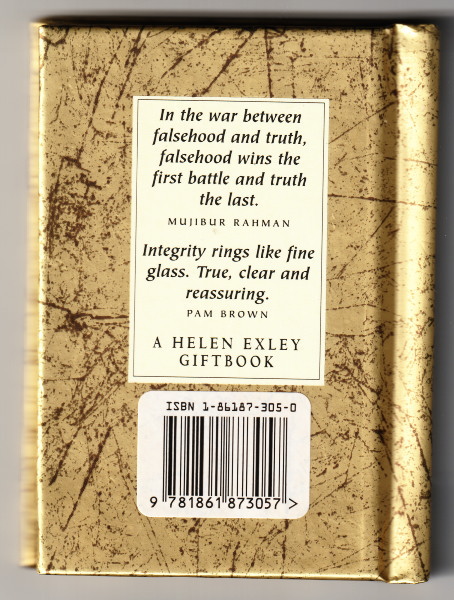 In the war between
falsehood and truth,
falsehood wins the
first battle and truth
the last.
MUJIBUR RAHMAN
Integrity rings like fine
glass. True, clear and
reassuring.
PAM BROWN
A HELEN EXLEY
GIFTBOOK
ISBN 1-86187-305-0
9 781861 873057 >